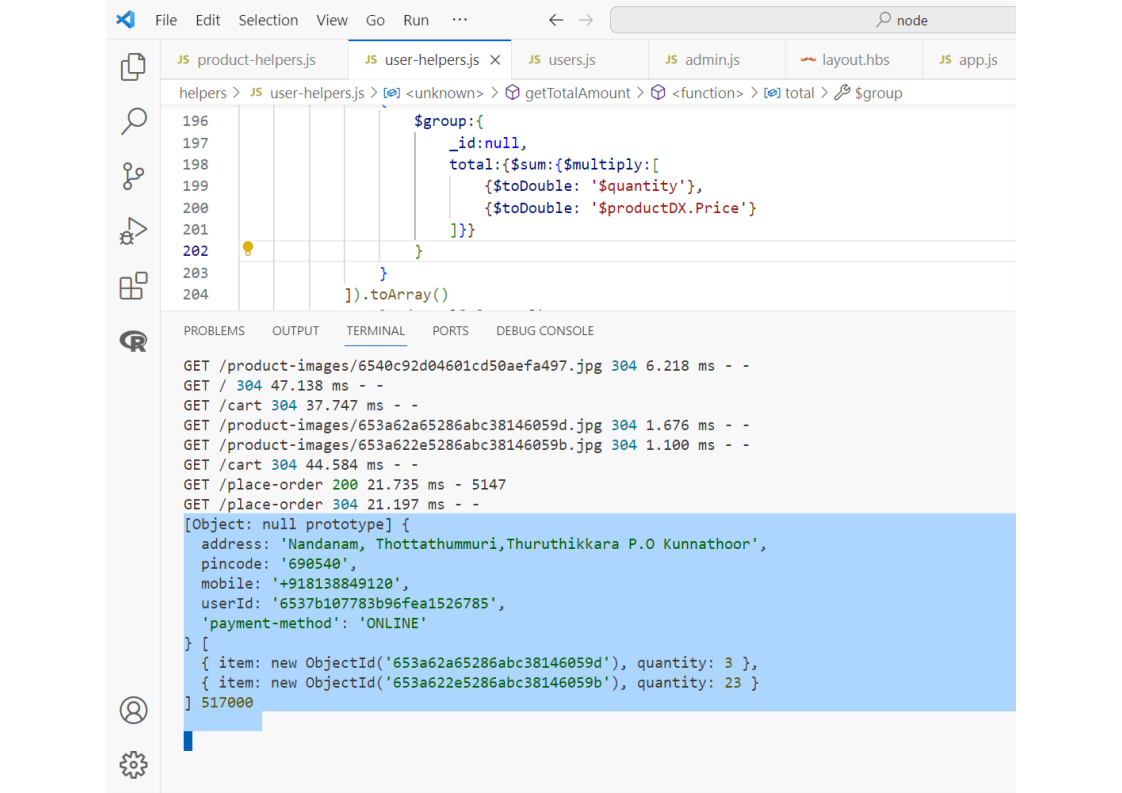 File Edit Selection View Go Run ··· ← → node
JS product-helpers.js JS user-helpers.js × JS users.js JS admin.js layout.hbs JS app.js
helpers > JS user-helpers.js > <unknown> > getTotalAmount > <function> > total > $group
196 $group:{
197 _id:null,
198 total:{$sum:{$multiply:[
199 {$toDouble: '$quantity'},
200 {$toDouble: '$productDX.Price'}
201 ]}}
202 }
203 }
204 ]).toArray()
PROBLEMS OUTPUT TERMINAL PORTS DEBUG CONSOLE
GET /product-images/6540c92d04601cd50aefa497.jpg 304 6.218 ms - -
GET / 304 47.138 ms - -
GET /cart 304 37.747 ms - -
GET /product-images/653a62a65286abc38146059d.jpg 304 1.676 ms - -
GET /product-images/653a622e5286abc38146059b.jpg 304 1.100 ms - -
GET /cart 304 44.584 ms - -
GET /place-order 200 21.735 ms - 5147
GET /place-order 304 21.197 ms - -
[Object: null prototype] {
address: 'Nandanam, Thottathummuri,Thuruthikkara P.O Kunnathoor',
pincode: '690540',
mobile: '+918138849120',
userId: '6537b107783b96fea1526785',
'payment-method': 'ONLINE'
} [
{ item: new ObjectId('653a62a65286abc38146059d'), quantity: 3 },
{ item: new ObjectId('653a622e5286abc38146059b'), quantity: 23 }
] 517000